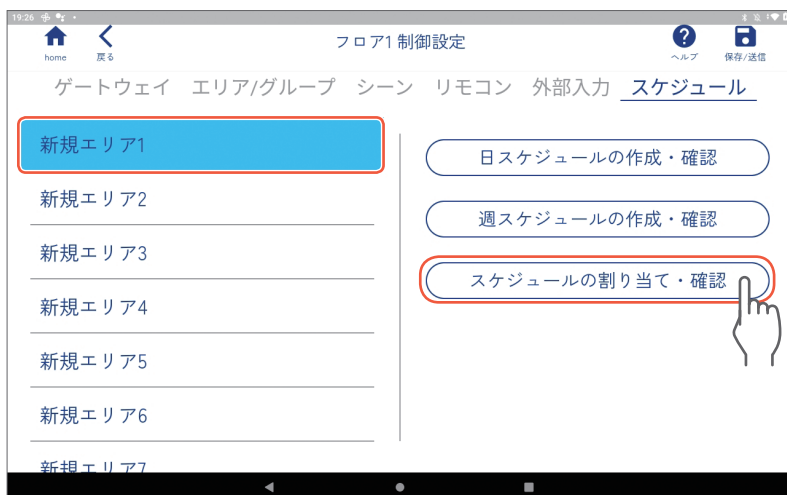 19:26
home 戻る フロア1 制御設定 ヘルプ 保存/送信
ゲートウェイ エリア/グループ シーン リモコン 外部入力 スケジュール
新規エリア1
新規エリア2
新規エリア3
新規エリア4
新規エリア5
新規エリア6
新規エリア7
日スケジュールの作成・確認
週スケジュールの作成・確認
スケジュールの割り当て・確認